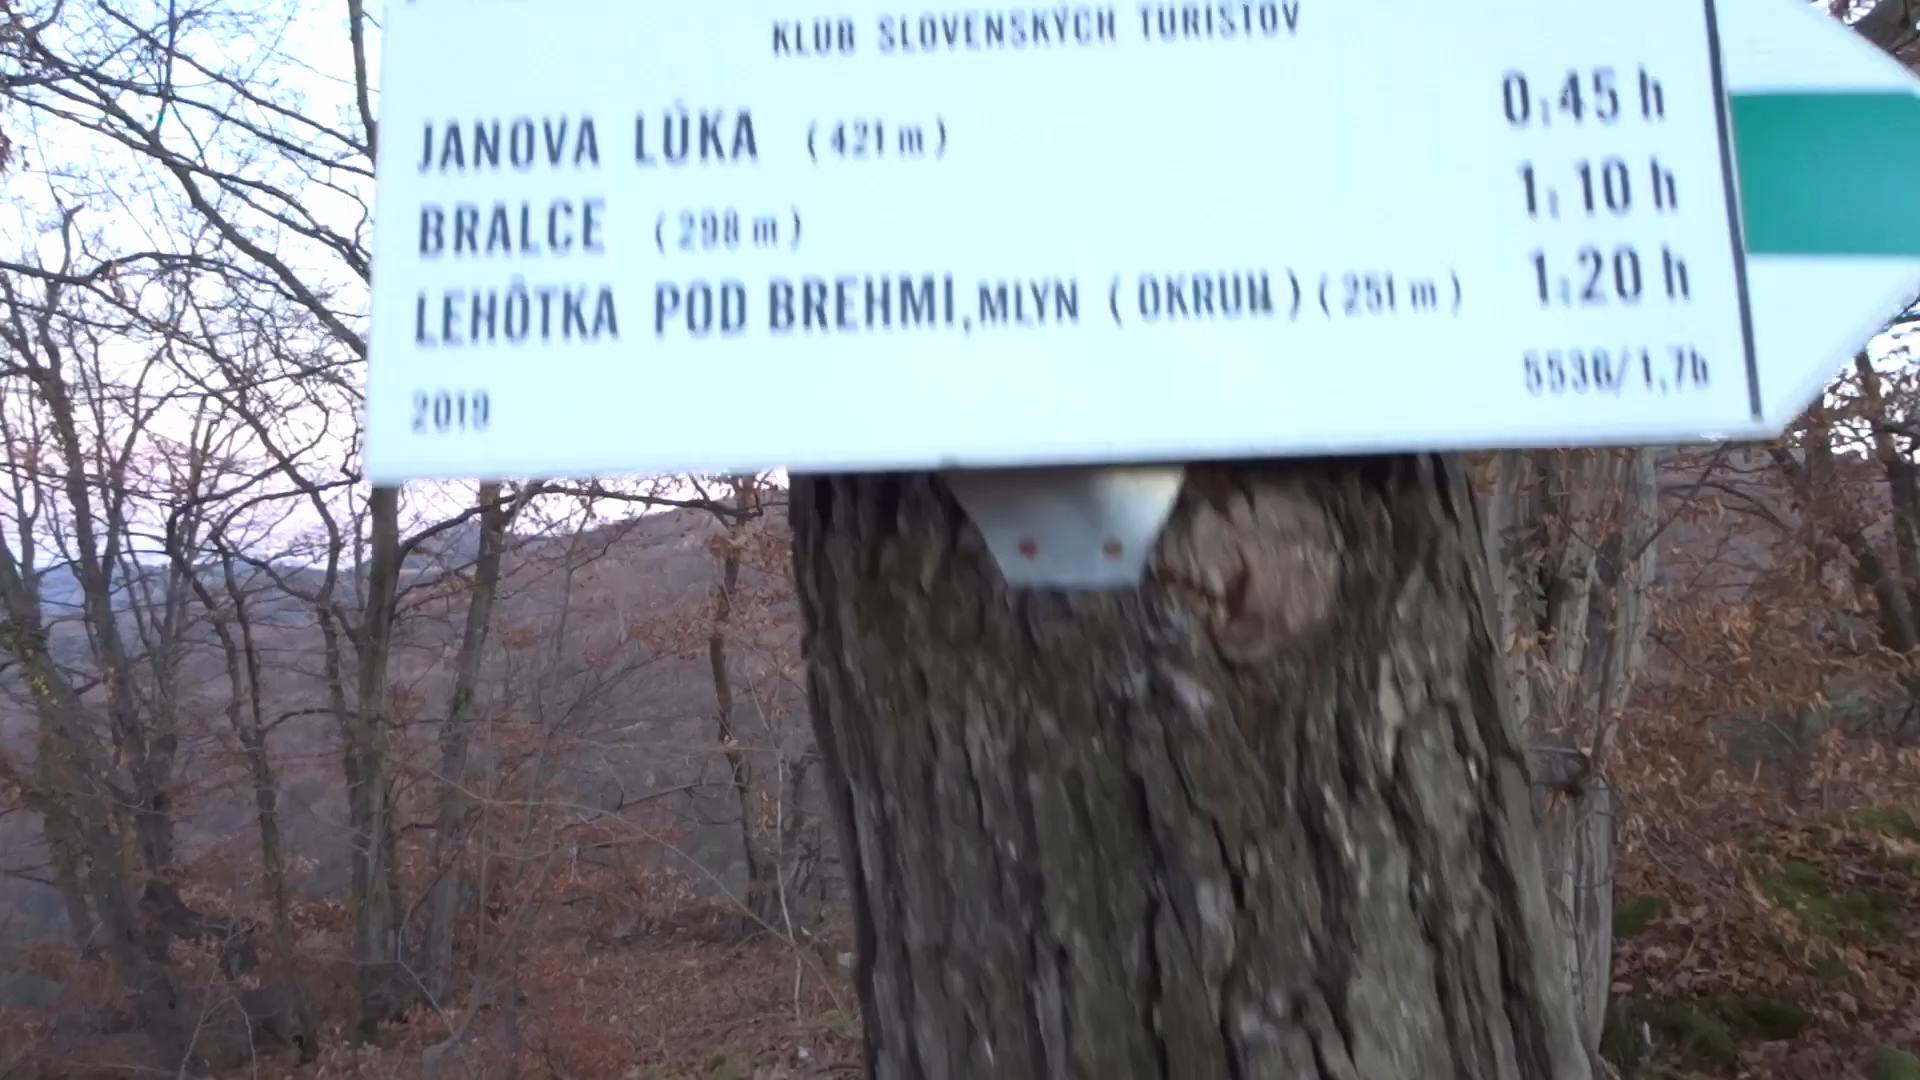 KLUB SLOVENSKÝCH TURISTOV
JANOVA LÚKA (421 m) 0:45 h
BRALCE (298 m) 1:10 h
LEHÔTKA POD BREHMI, MLYN (OKRUH) (251 m) 1:20 h
2019 5536/1,7h